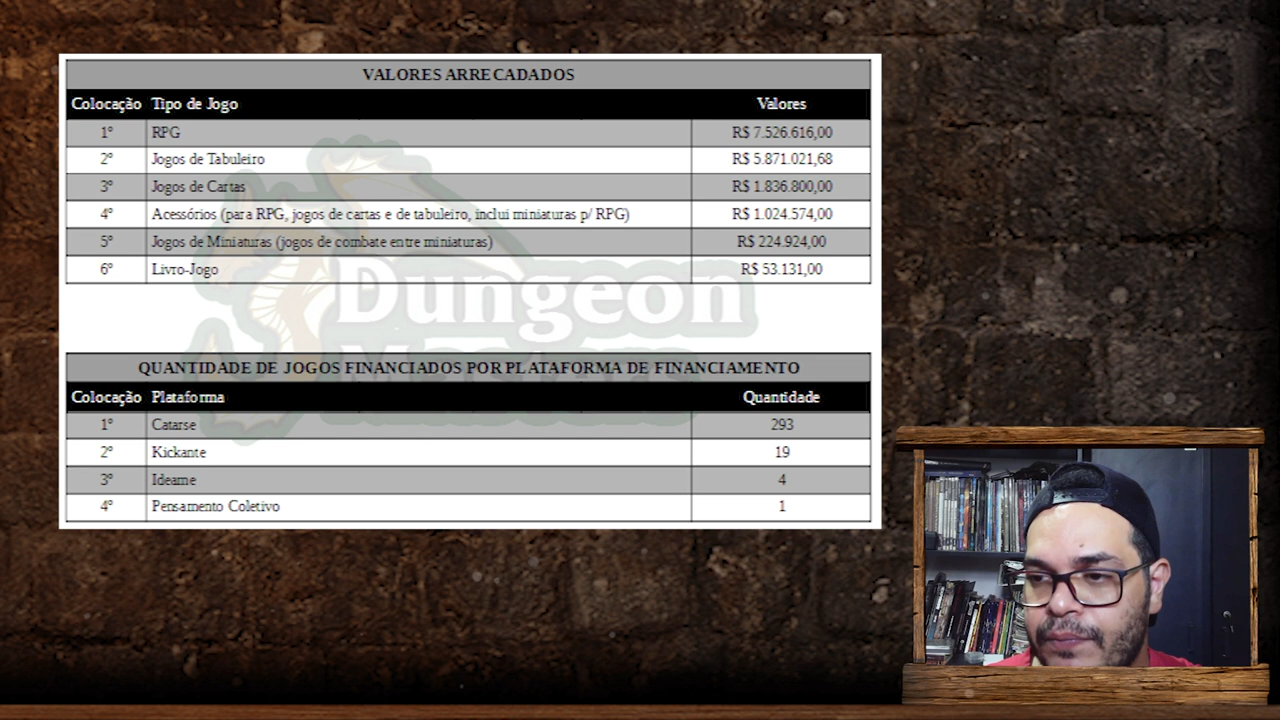 VALORES ARRECADADOS
Colocação Tipo de Jogo Valores
1º RPG R$ 7.526.616,00
2º Jogos de Tabuleiro R$ 5.871.021,68
3º Jogos de Cartas R$ 1.836.800,00
4º Acessórios (para RPG, jogos de cartas e de tabuleiro, inclui miniaturas p/ RPG) R$ 1.024.574,00
5º Jogos de Miniaturas (jogos de combate entre miniaturas) R$ 224.924,00
6º Livro-Jogo R$ 53.131,00
Dungeon
Masters
QUANTIDADE DE JOGOS FINANCIADOS POR PLATAFORMA DE FINANCIAMENTO
Colocação Plataforma Quantidade
1º Catarse 293
2º Kickante 19
3º Ideame 4
4º Pensamento Coletivo 1